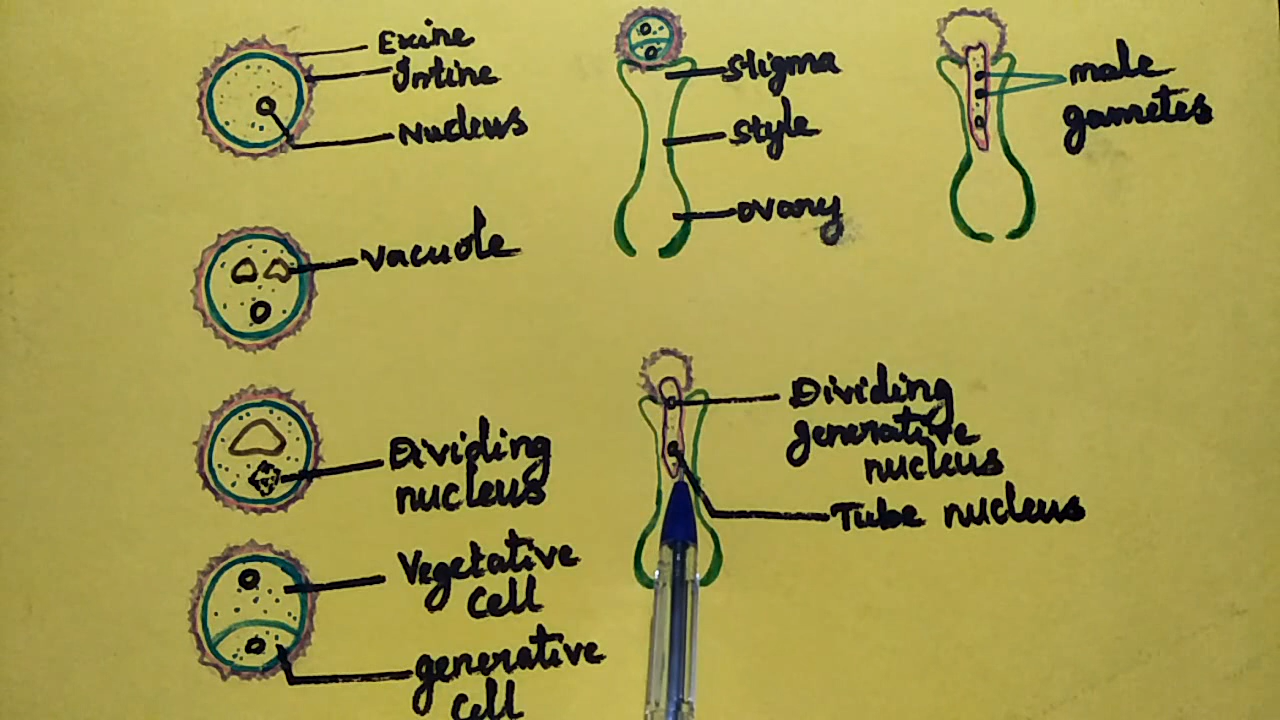 Exine
Intine
Nucleus
Vacuole
Dividing
nucleus
Vegetative
cell
generative
cell
Stigma
Style
ovary
male
gametes
Dividing
generative
nucleus
Tube nucleus